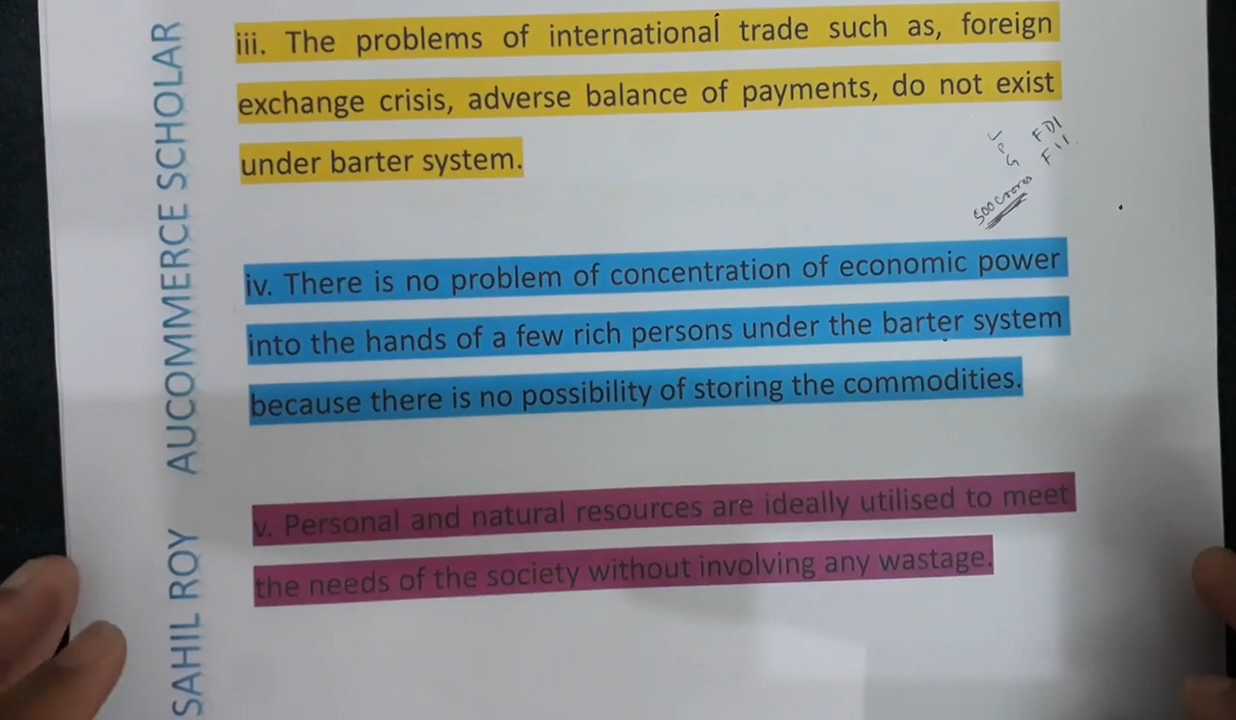 iii. The problems of international trade such as, foreign
exchange crisis, adverse balance of payments, do not exist
under barter system.
FDI
FII
500 crores
iv. There is no problem of concentration of economic power
into the hands of a few rich persons under the barter system
because there is no possibility of storing the commodities.
v. Personal and natural resources are ideally utilised to meet
the needs of the society without involving any wastage.
SAHIL ROY AUCOMMERCE SCHOLAR